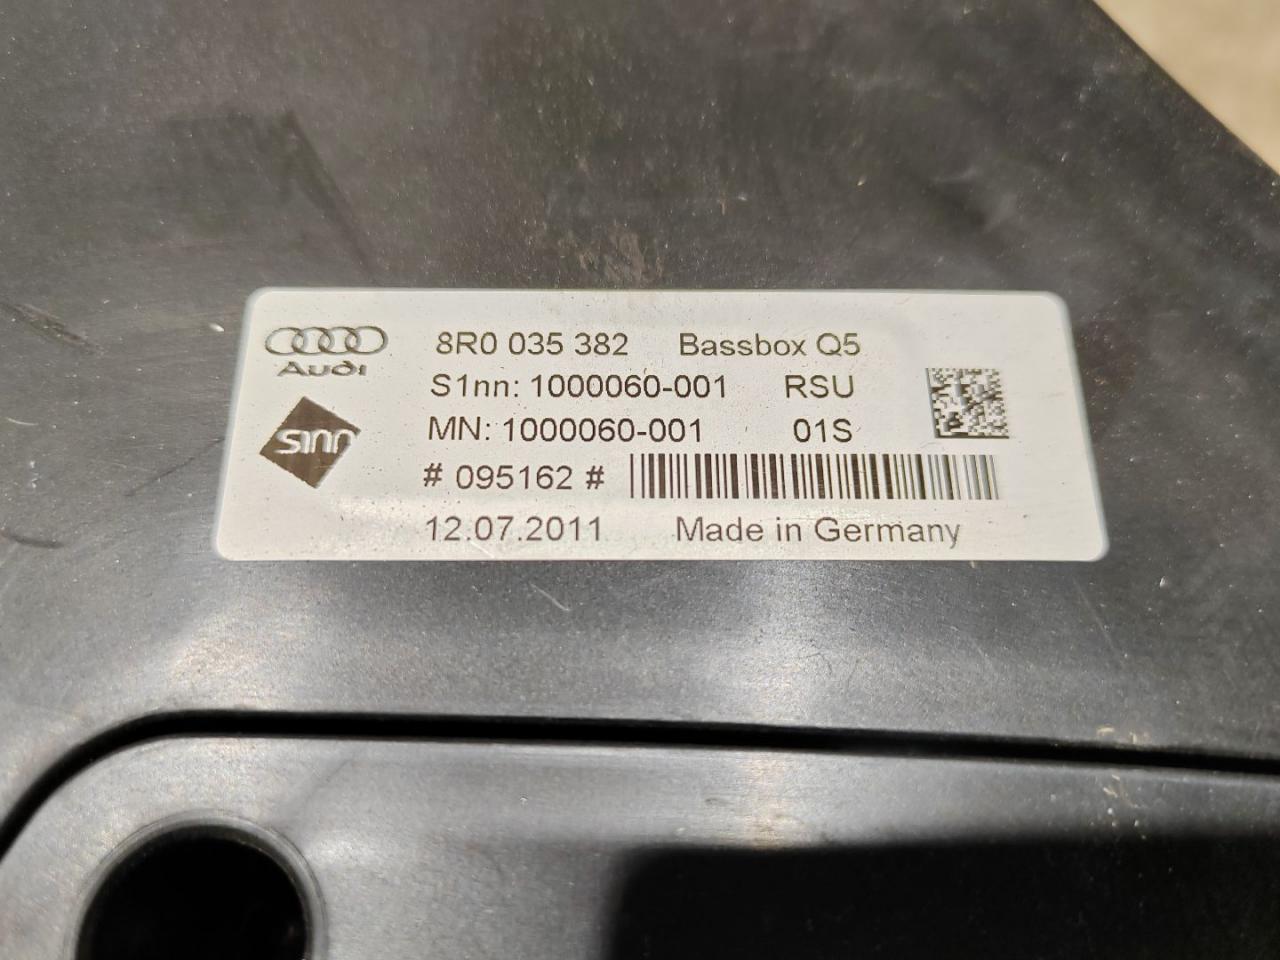 8R0 035 382 Bassbox Q5
Audi
S1nn: 1000060-001 RSU
s1nn
MN: 1000060-001 01S
# 095162 #
12.07.2011 Made in Germany